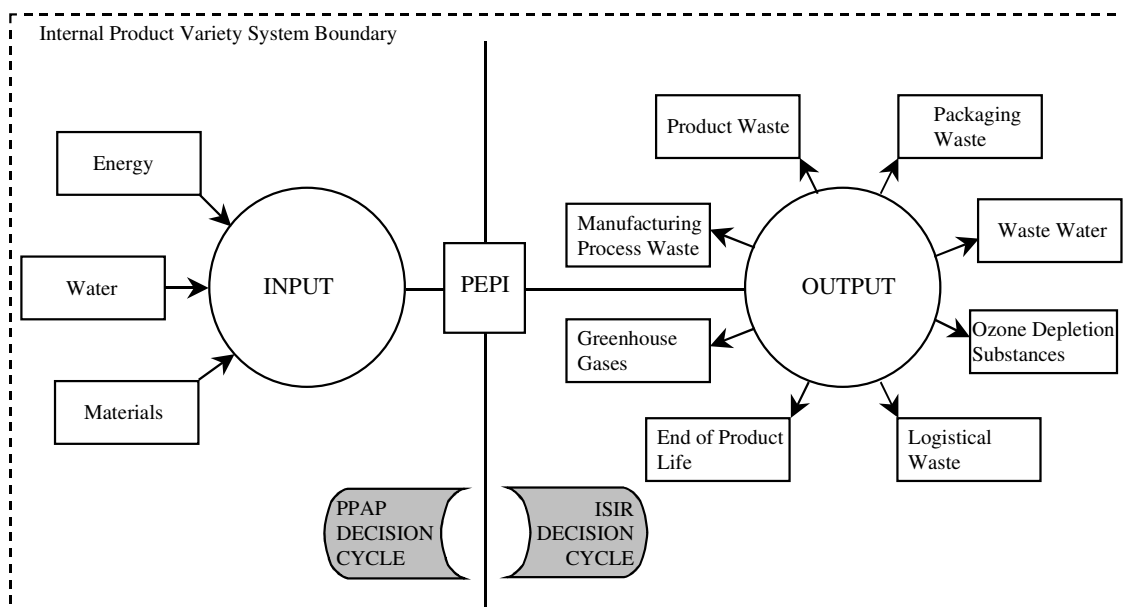 Internal Product Variety System Boundary
Energy
Water
Materials
INPUT
PEPI
OUTPUT
Product Waste
Packaging
Waste
Manufacturing
Process Waste
Waste Water
Greenhouse
Gases
Ozone Depletion
Substances
End of Product
Life
Logistical
Waste
PPAP
DECISION
CYCLE
ISIR
DECISION
CYCLE